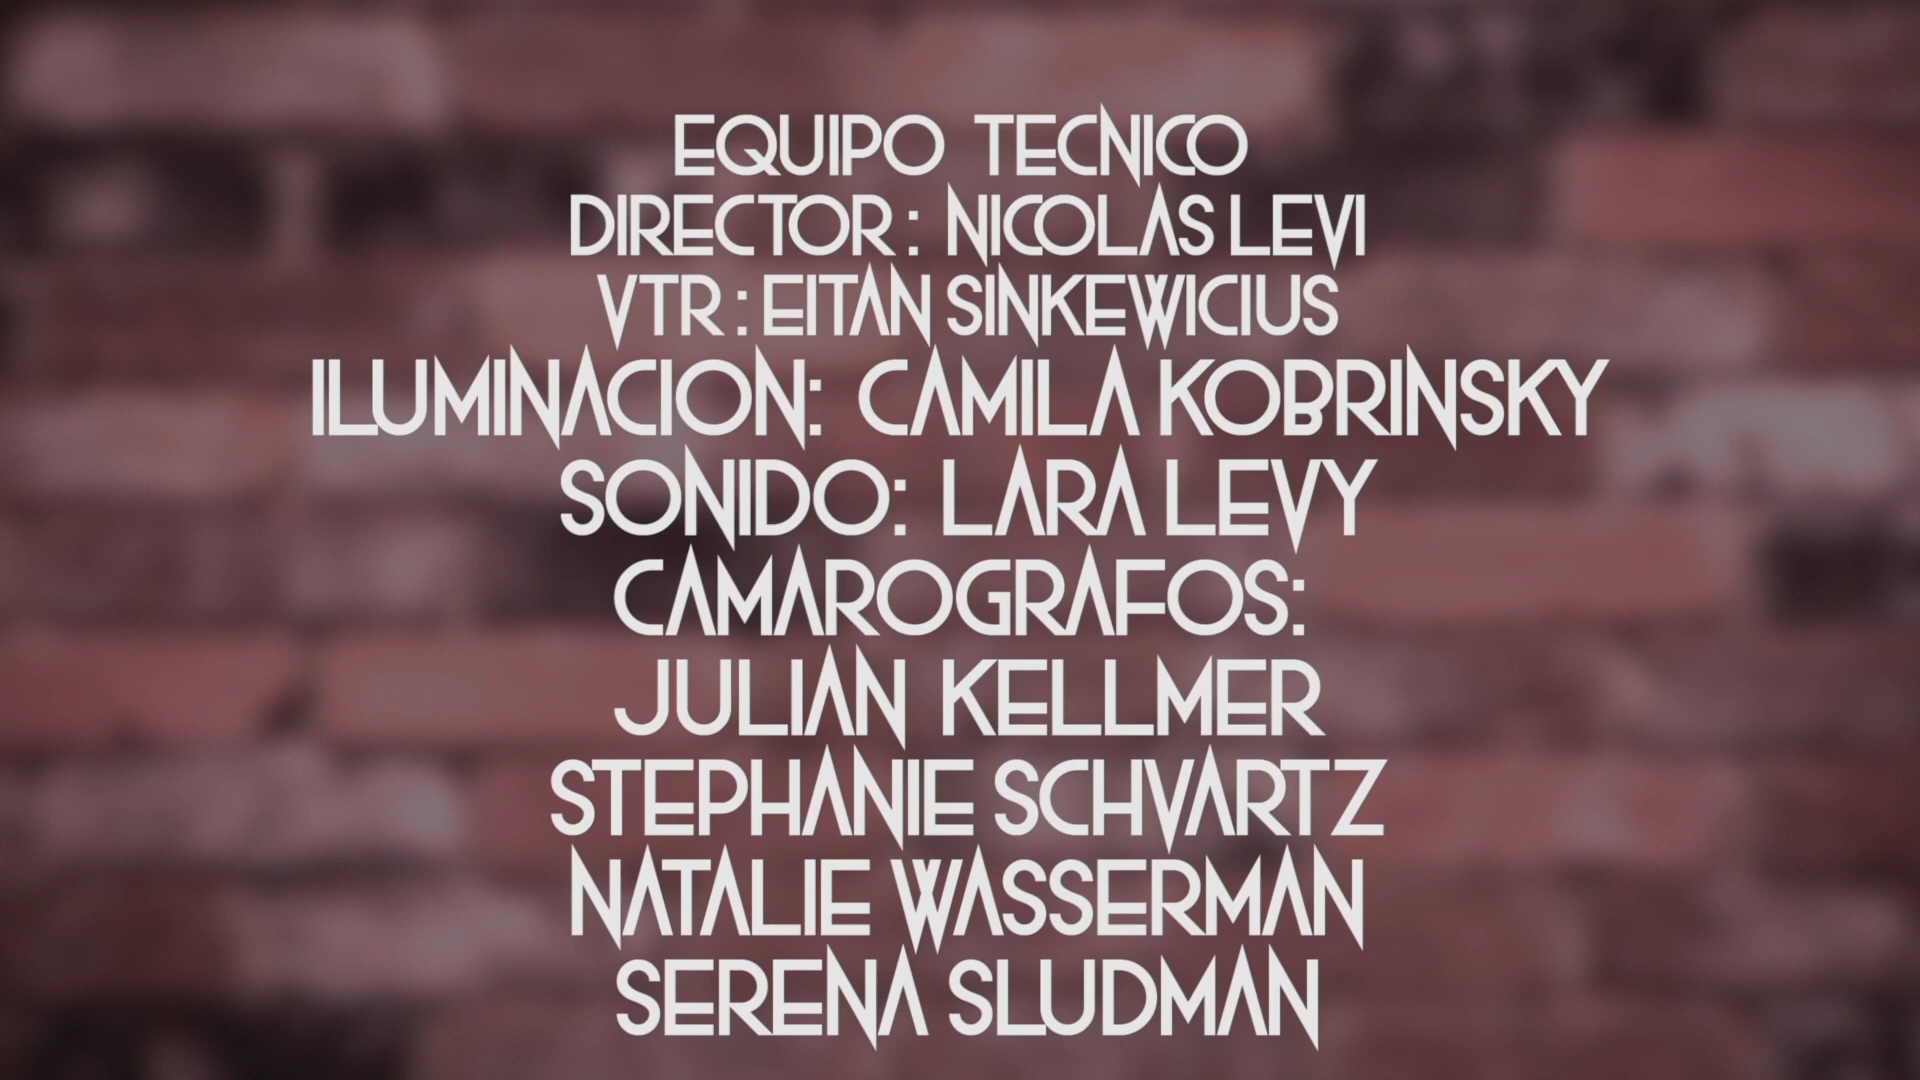 EQUIPO TECNICO
DIRECTOR: NICOLAS LEVI
VTR: EITAN SINKEWICIUS
ILUMINACION: CAMILA KOBRINSKY
SONIDO: LARA LEVY
CAMAROGRAFOS:
JULIAN KELLMER
STEPHANIE SCHVARTZ
NATALIE WASSERMAN
SERENA SLUDMAN